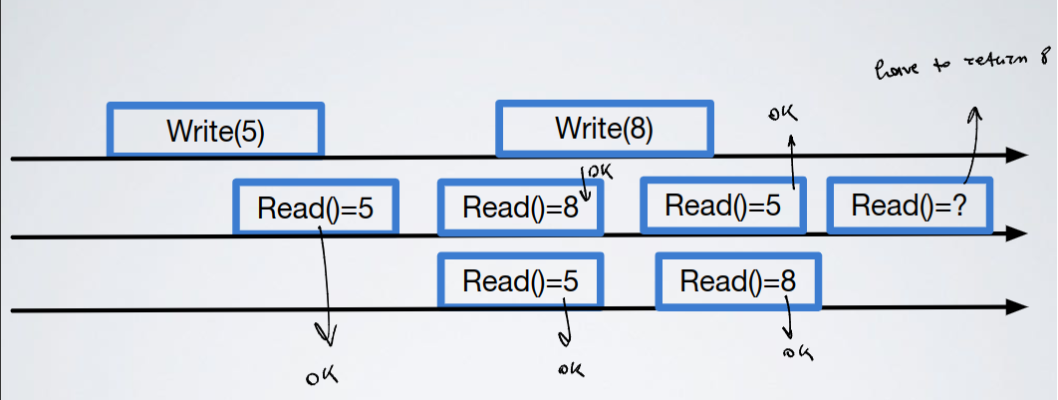 have to return 8
Write(5)
Write(8)
OK
OK
Read()=5
Read()=8
Read()=5
Read()=?
Read()=5
Read()=8
OK
OK
OK